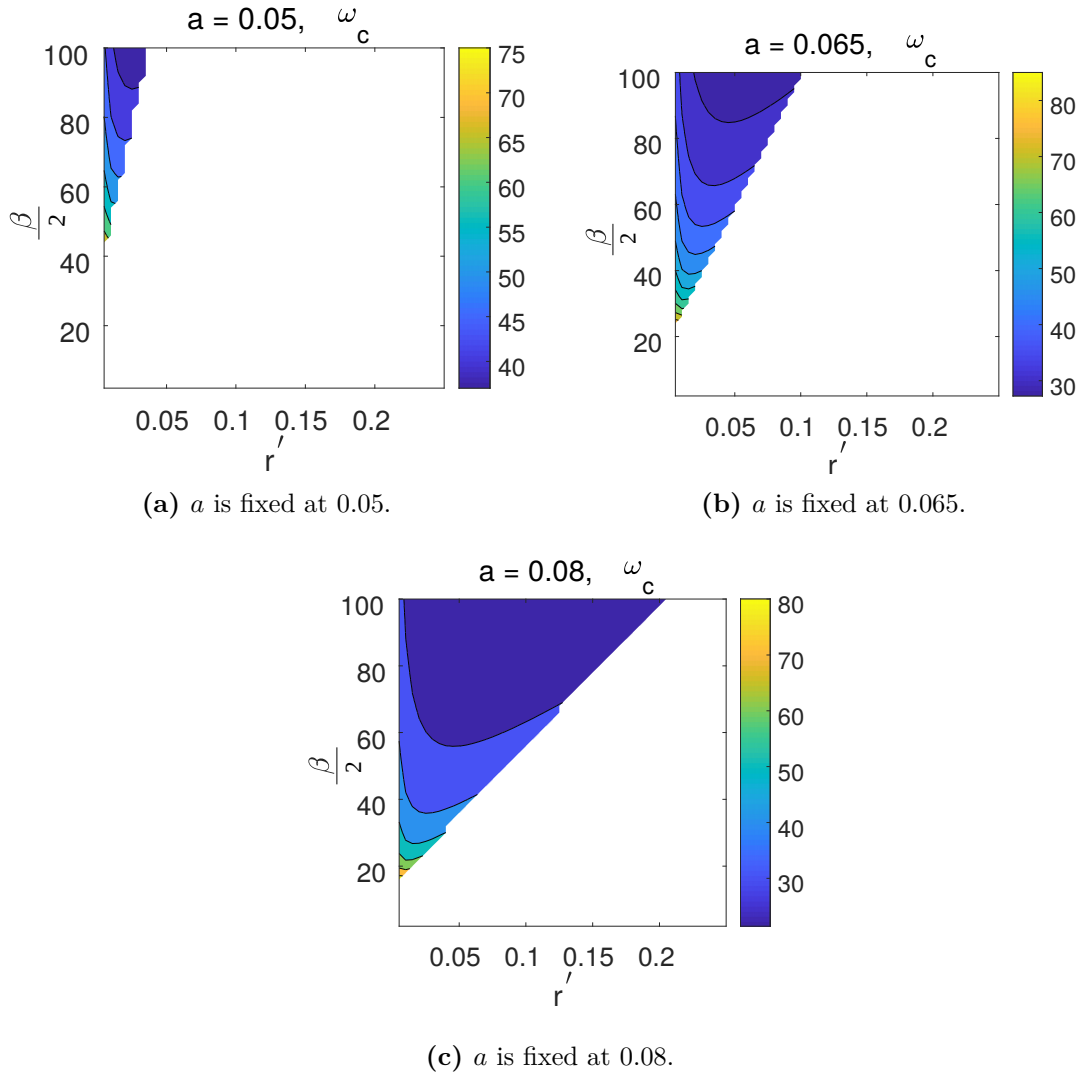 a = 0.05, ω_c
100
80
60
40
20
β/2
0.05 0.1 0.15 0.2
r′
75
70
65
60
55
50
45
40
(a) a is fixed at 0.05.
a = 0.065, ω_c
100
80
60
40
20
β/2
0.05 0.1 0.15 0.2
r′
80
70
60
50
40
30
(b) a is fixed at 0.065.
a = 0.08, ω_c
100
80
60
40
20
β/2
0.05 0.1 0.15 0.2
r′
80
70
60
50
40
30
(c) a is fixed at 0.08.